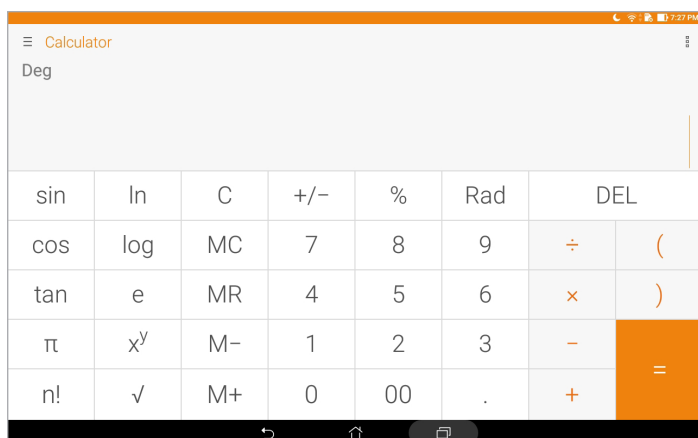 7:27 PM
Calculator
Deg
sin ln C +/− % Rad DEL
cos log MC 7 8 9 ÷ (
tan e MR 4 5 6 × )
π xʸ M− 1 2 3 − =
n! √ M+ 0 00 . +